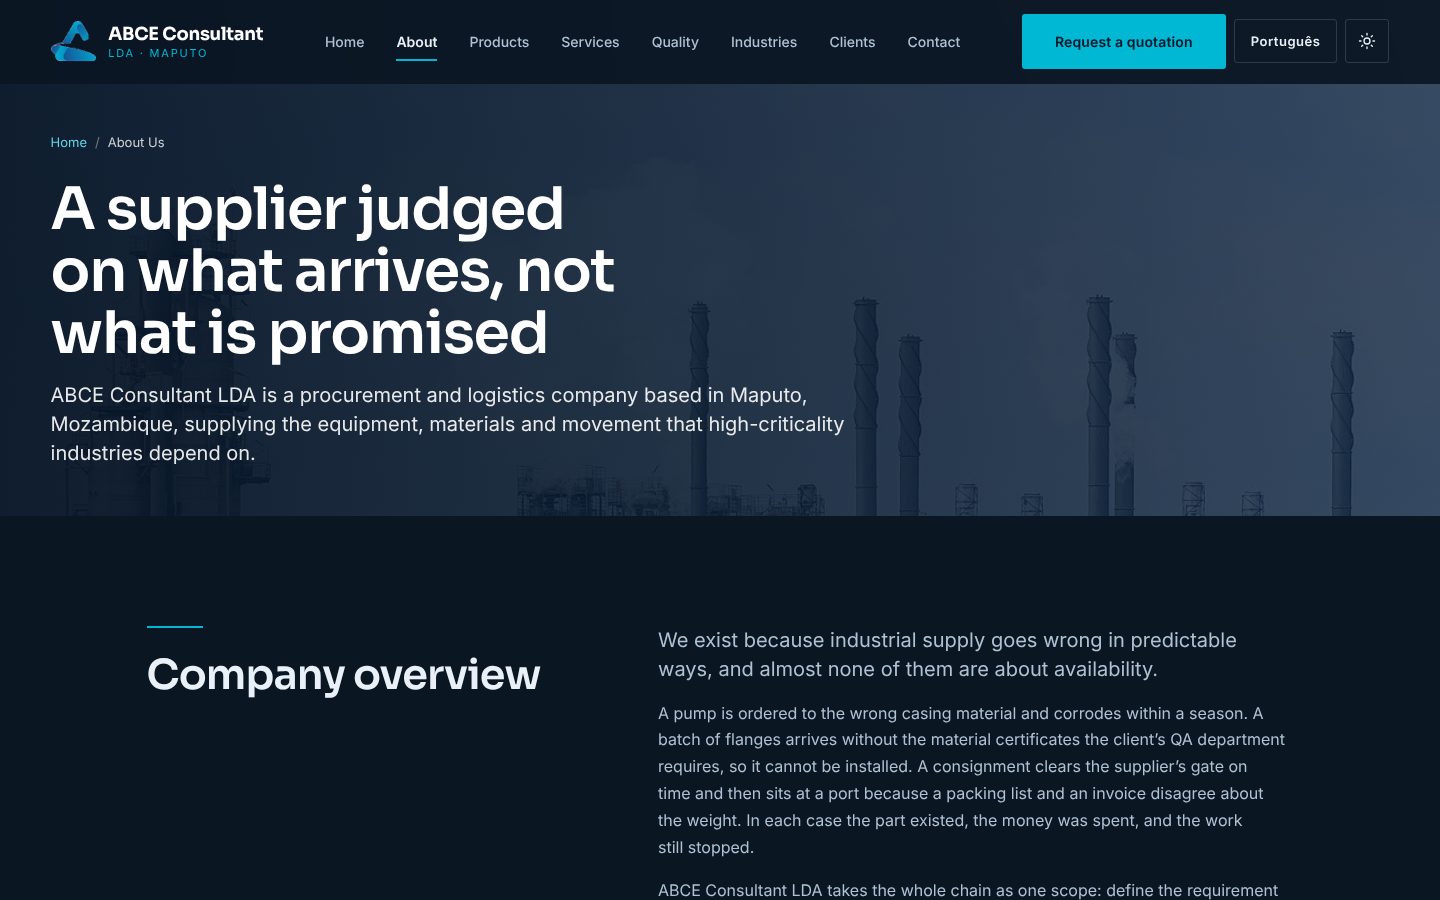 ABCE Consultant
LDA · MAPUTO
Home
About
Products
Services
Quality
Industries
Clients
Contact
Request a quotation
Português
Home / About Us
A supplier judged
on what arrives, not
what is promised
ABCE Consultant LDA is a procurement and logistics company based in Maputo,
Mozambique, supplying the equipment, materials and movement that high-criticality
industries depend on.
Company overview
We exist because industrial supply goes wrong in predictable
ways, and almost none of them are about availability.
A pump is ordered to the wrong casing material and corrodes within a season. A
batch of flanges arrives without the material certificates the client’s QA department
requires, so it cannot be installed. A consignment clears the supplier’s gate on
time and then sits at a port because a packing list and an invoice disagree about
the weight. In each case the part existed, the money was spent, and the work
still stopped.
ABCE Consultant LDA takes the whole chain as one scope: define the requirement